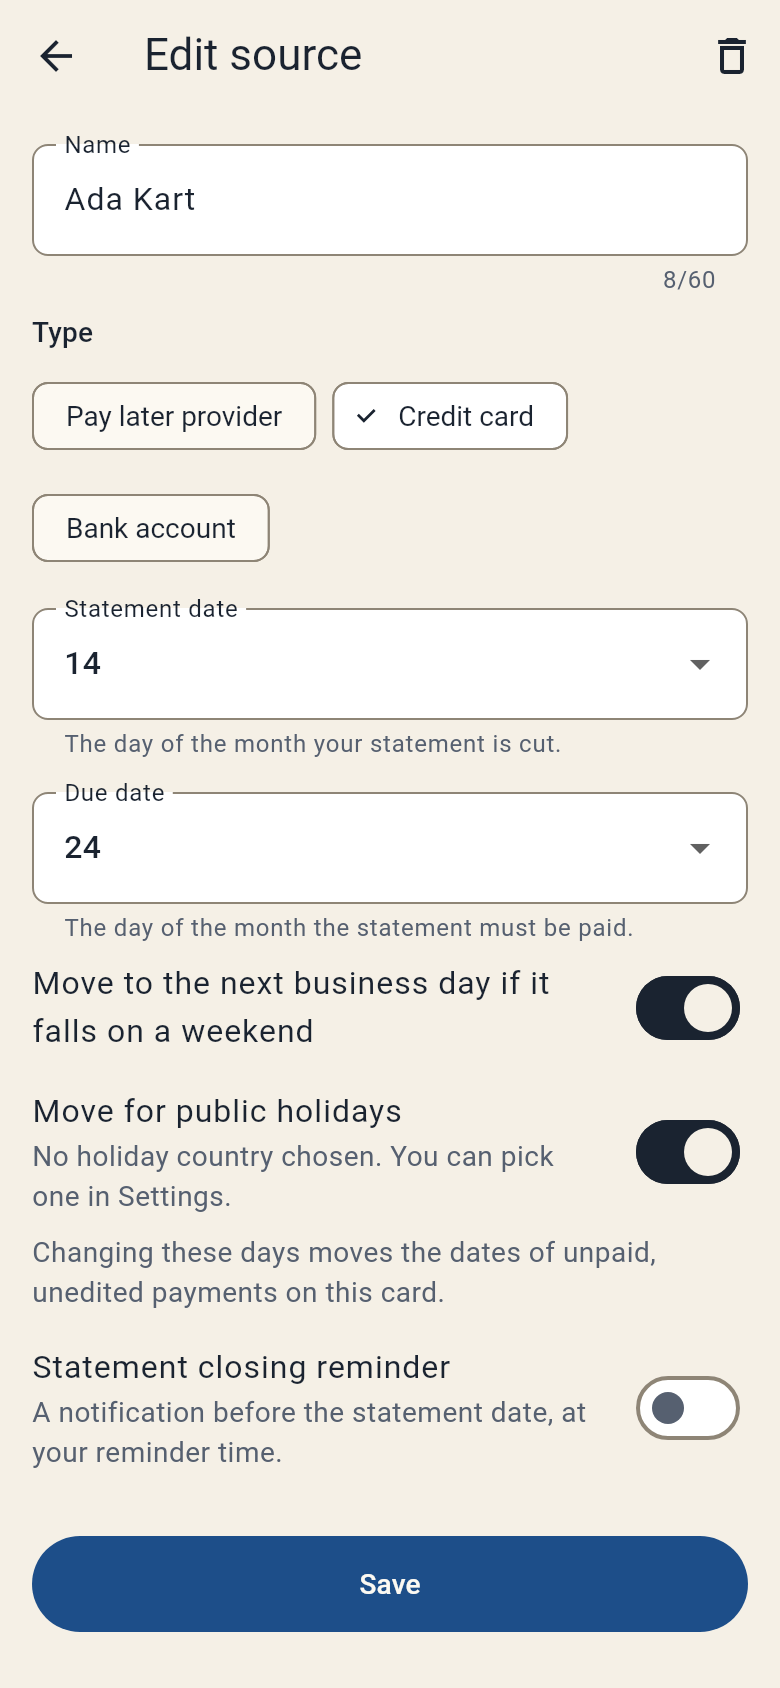 Edit source
Name
Ada Kart
8/60
Type
Pay later provider
Credit card
Bank account
Statement date
14
The day of the month your statement is cut.
Due date
24
The day of the month the statement must be paid.
Move to the next business day if it
falls on a weekend
Move for public holidays
No holiday country chosen. You can pick
one in Settings.
Changing these days moves the dates of unpaid,
unedited payments on this card.
Statement closing reminder
A notification before the statement date, at
your reminder time.
Save